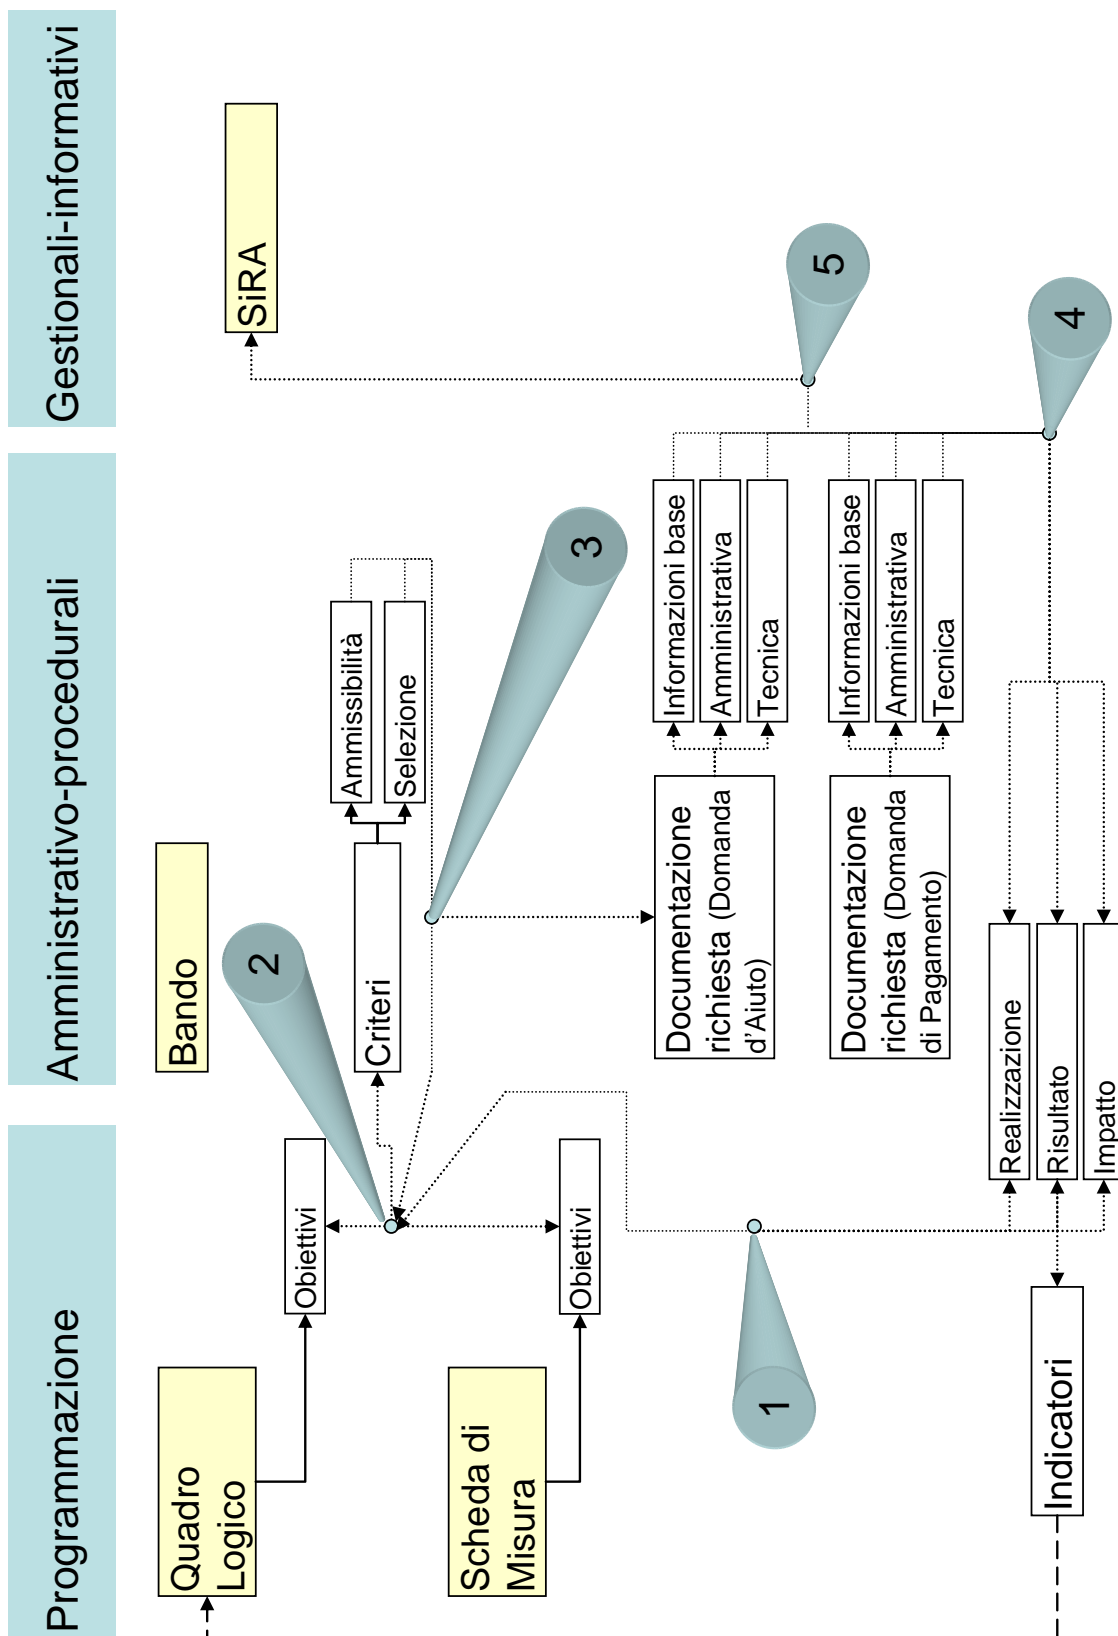 Programmazione
Amministrativo-procedurali
Gestionali-informativi
Quadro
Logico
Obiettivi
Bando
SiRA
2
Criteri
Ammissibilità
Selezione
Scheda di
Misura
Obiettivi
3
1
Documentazione
richiesta (Domanda
d'Aiuto)
Informazioni base
Amministrativa
Tecnica
5
Documentazione
richiesta (Domanda
di Pagamento)
Informazioni base
Amministrativa
Tecnica
4
Indicatori
Realizzazione
Risultato
Impatto